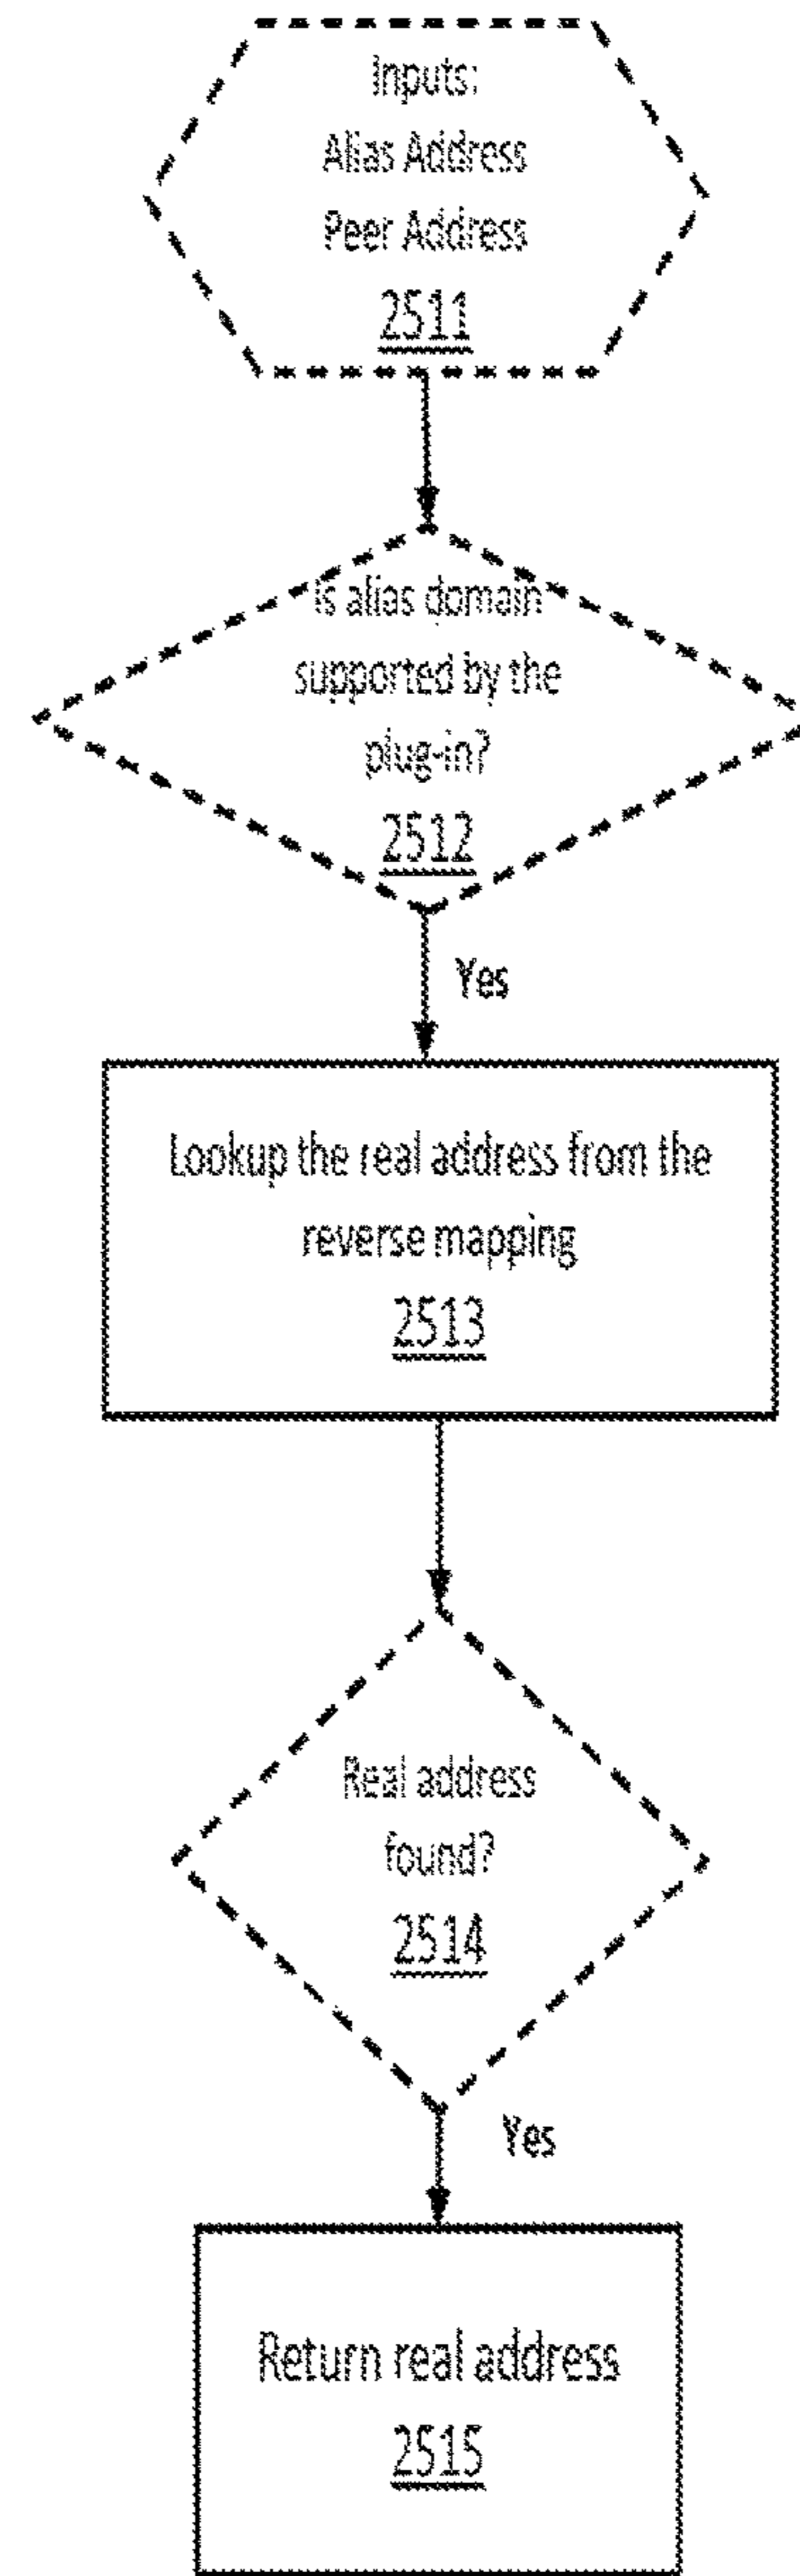 Inputs:
Alias Address
Peer Address
2511
Is alias domain
supported by the
plug-in?
2512
Yes
Lookup the real address from the
reverse mapping
2513
Real address
found?
2514
Yes
Return real address
2515